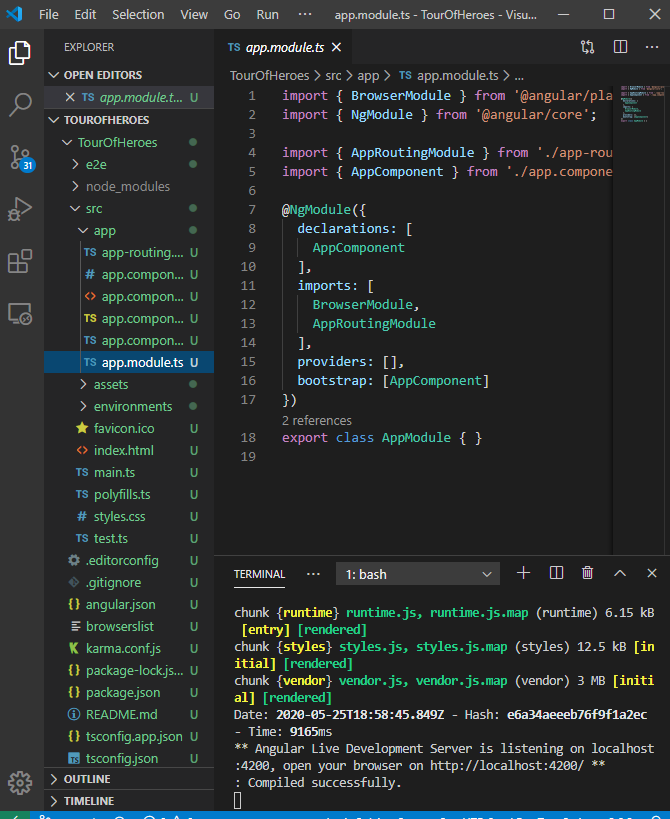 File Edit Selection View Go Run ··· app.module.ts - TourOfHeroes - Visu...
EXPLORER
OPEN EDITORS
TS app.module.t... U
TOUROFHEROES
TourOfHeroes
e2e
node_modules
src
app
TS app-routing.... U
# app.compon... U
<> app.compon... U
TS app.compon... U
TS app.compon... U
TS app.module.ts U
assets
environments
favicon.ico U
<> index.html U
TS main.ts U
TS polyfills.ts U
# styles.css U
TS test.ts U
.editorconfig U
.gitignore U
{} angular.json U
browserslist U
karma.conf.js U
{} package-lock.js... U
{} package.json U
README.md U
{} tsconfig.app.json U
TS tsconfig.json U
OUTLINE
TIMELINE
31
TS app.module.ts
TourOfHeroes > src > app > TS app.module.ts > ...
1 import { BrowserModule } from '@angular/pla
2 import { NgModule } from '@angular/core';
3
4 import { AppRoutingModule } from './app-rou
5 import { AppComponent } from './app.compone
6
7 @NgModule({
8 declarations: [
9 AppComponent
10 ],
11 imports: [
12 BrowserModule,
13 AppRoutingModule
14 ],
15 providers: [],
16 bootstrap: [AppComponent]
17 })
2 references
18 export class AppModule { }
19
TERMINAL ··· 1: bash
chunk {runtime} runtime.js, runtime.js.map (runtime) 6.15 kB
[entry] [rendered]
chunk {styles} styles.js, styles.js.map (styles) 12.5 kB [in
itial] [rendered]
chunk {vendor} vendor.js, vendor.js.map (vendor) 3 MB [initi
al] [rendered]
Date: 2020-05-25T18:58:45.849Z - Hash: e6a34aeeeb76f9f1a2ec
- Time: 9165ms
** Angular Live Development Server is listening on localhost
:4200, open your browser on http://localhost:4200/ **
: Compiled successfully.